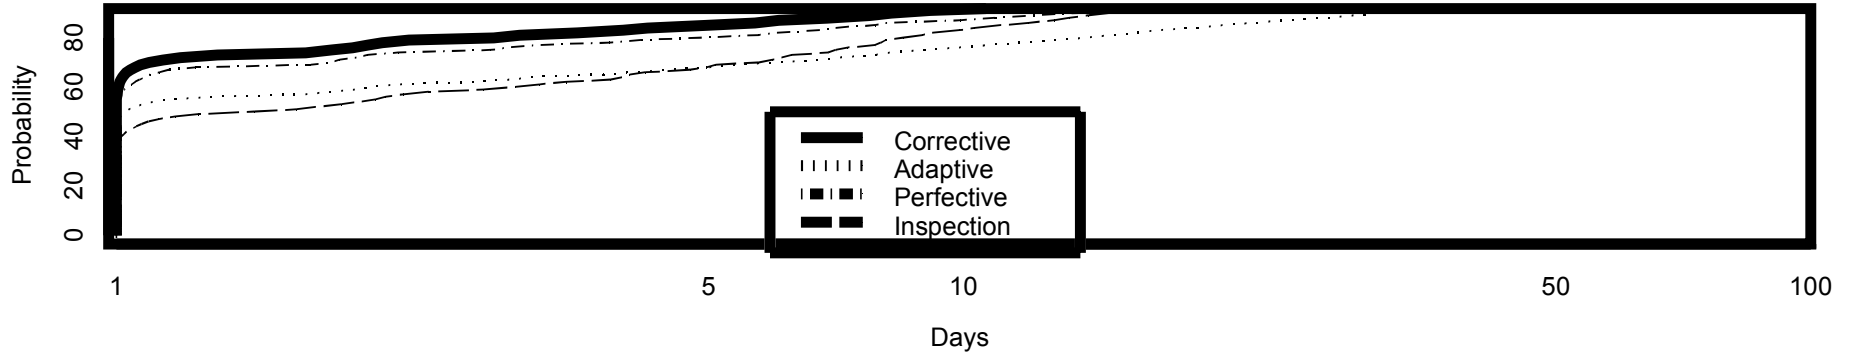 Probability
80
60
40
20
0
Corrective
Adaptive
Perfective
Inspection
1 5 10 50 100
Days